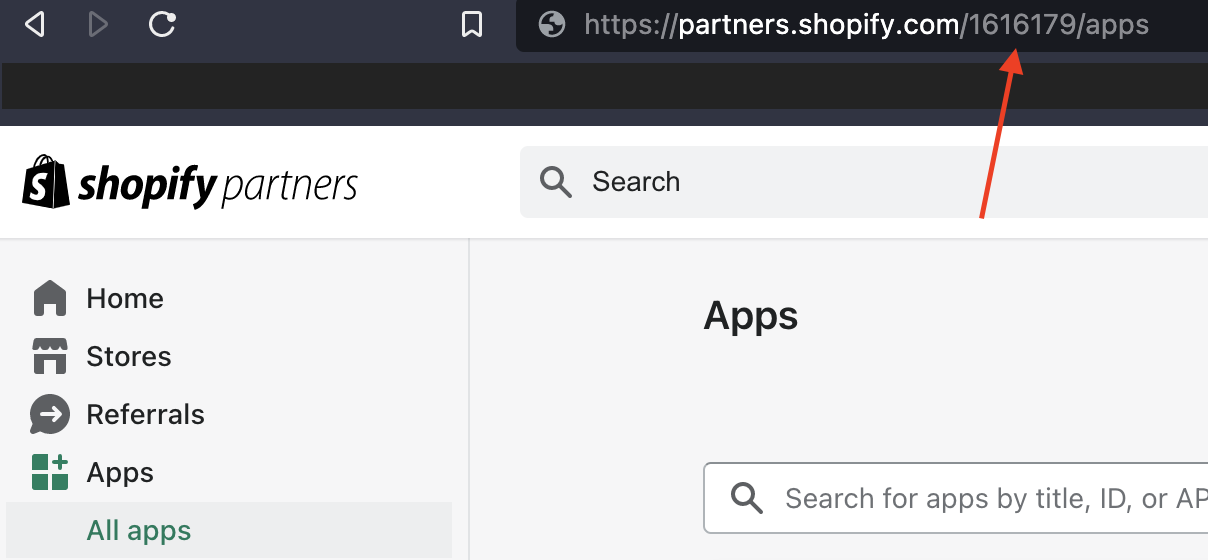 https://partners.shopify.com/1616179/apps
shopify partners
Search
Home
Stores
Referrals
Apps
All apps
Apps
Search for apps by title, ID, or AP